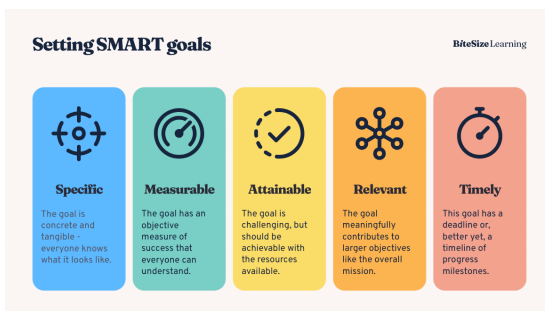 Setting SMART goals
BiteSize Learning
Specific
The goal is
concrete and
tangible -
everyone knows
what it looks like.
Measurable
The goal has an
objective
measure of
success that
everyone can
understand.
Attainable
The goal is
challenging, but
should be
achievable with
the resources
available.
Relevant
The goal
meaningfully
contributes to
larger objectives
like the overall
mission.
Timely
This goal has a
deadline or,
better yet, a
timeline of
progress
milestones.